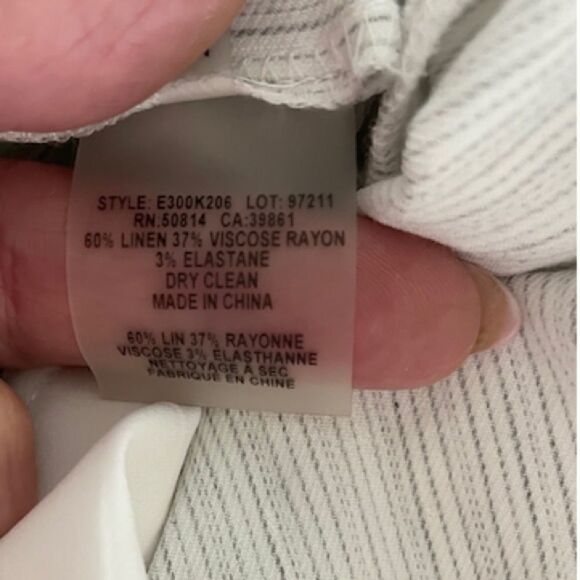 STYLE: E300K206 LOT: 97211
RN.50814 CA:39861
60% LINEN 37% VISCOSE RAYON
3% ELASTANE
DRY CLEAN
MADE IN CHINA
60% LIN 37% RAYONNE
VISCOSE 3% ELASTHANNE
NETTOYAGE A SEC
FABRIQUÉ EN CHINE